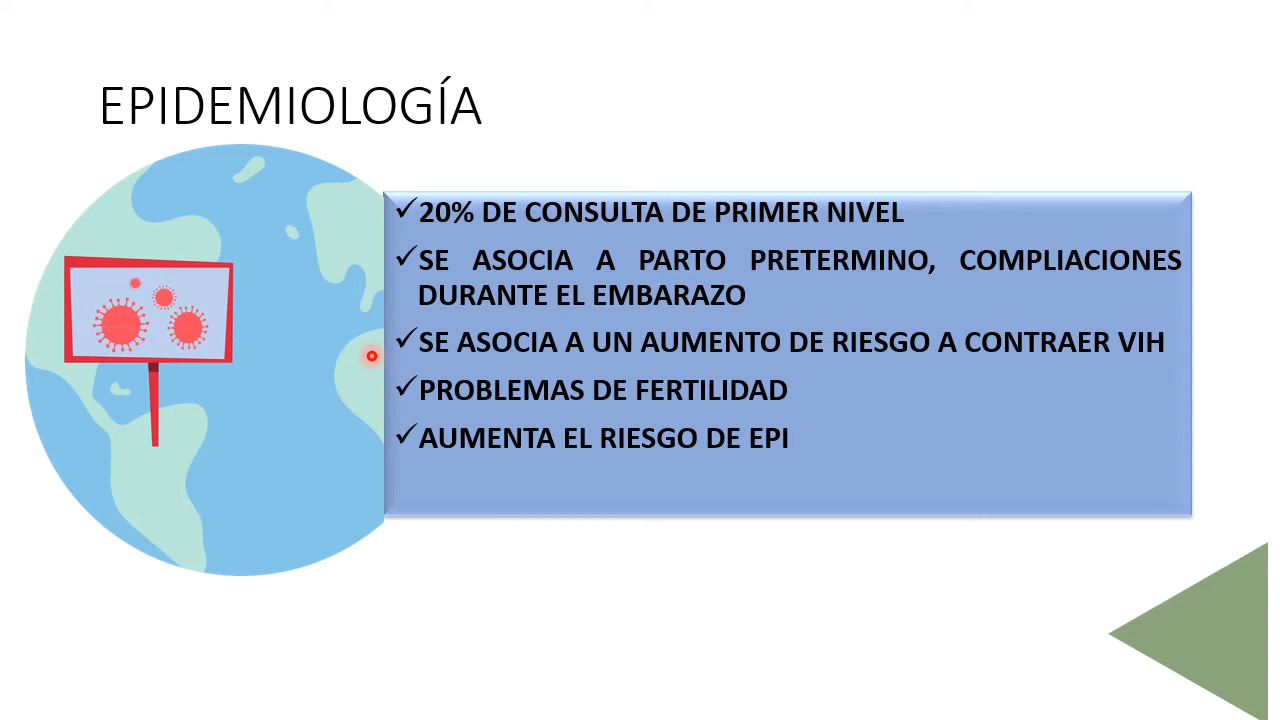 EPIDEMIOLOGÍA
✓20% DE CONSULTA DE PRIMER NIVEL
✓SE ASOCIA A PARTO PRETERMINO, COMPLIACIONES
DURANTE EL EMBARAZO
✓SE ASOCIA A UN AUMENTO DE RIESGO A CONTRAER VIH
✓PROBLEMAS DE FERTILIDAD
✓AUMENTA EL RIESGO DE EPI